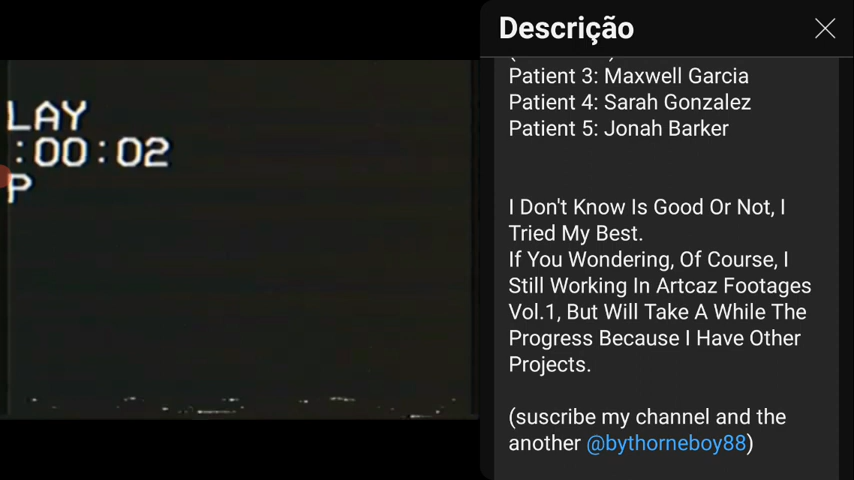 LAY
:00:02
P
Descrição
Patient 3: Maxwell Garcia
Patient 4: Sarah Gonzalez
Patient 5: Jonah Barker
I Don't Know Is Good Or Not, I
Tried My Best.
If You Wondering, Of Course, I
Still Working In Artcaz Footages
Vol.1, But Will Take A While The
Progress Because I Have Other
Projects.
(suscribe my channel and the
another @bythorneboy88)